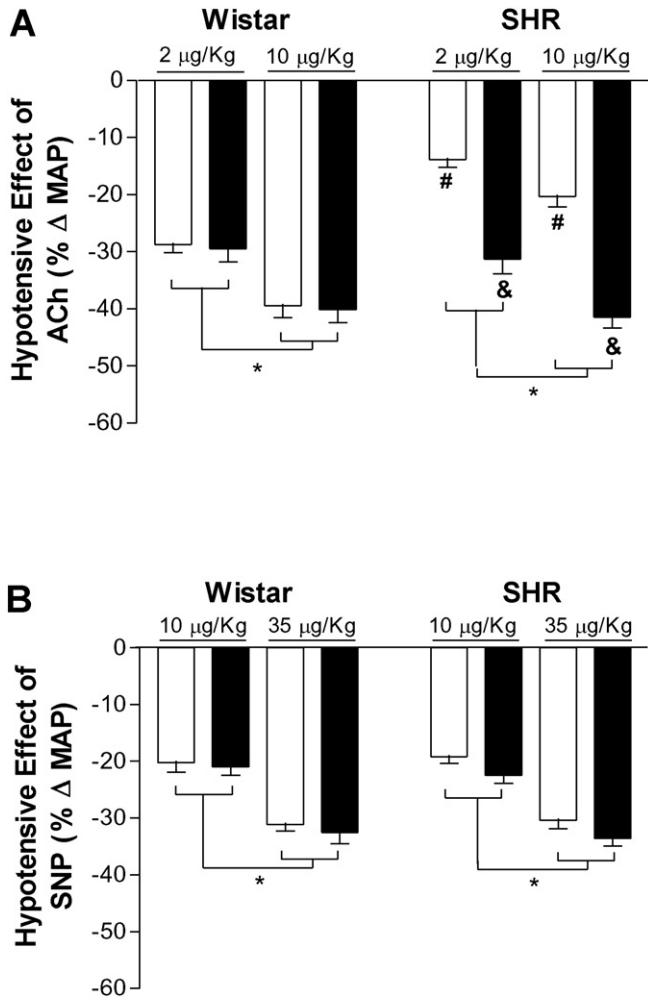 A
Wistar
SHR
2 μg/Kg
10 μg/Kg
2 μg/Kg
10 μg/Kg
Hypotensive Effect of
ACh (% Δ MAP)
0
-10
-20
-30
-40
-50
-60
#
#
&
&
*
*
B
Wistar
SHR
10 μg/Kg
35 μg/Kg
10 μg/Kg
35 μg/Kg
Hypotensive Effect of
SNP (% Δ MAP)
0
-10
-20
-30
-40
-50
-60
*
*